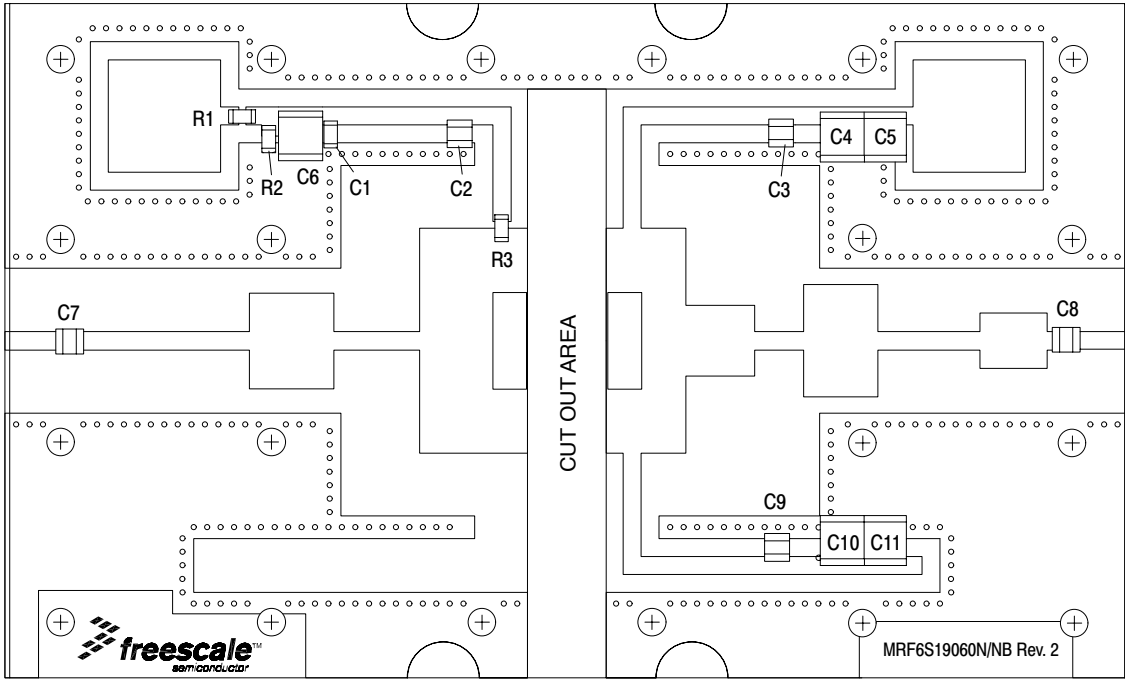 R1
C4 C5
R2
C6
C1
C2
C3
R3
C7
C8
CUT OUT AREA
C9
C10 C11
freescale™
semiconductor
MRF6S19060N/NB Rev. 2